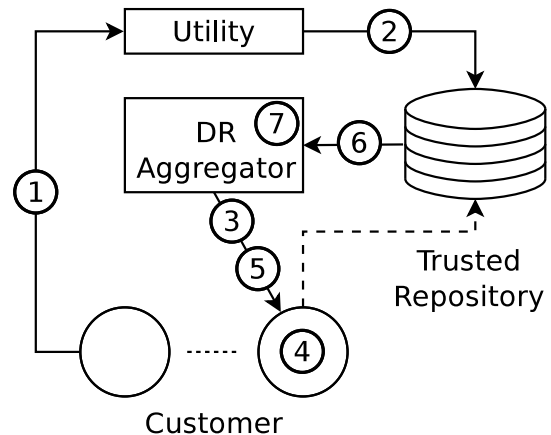 Utility
2
7
DR
Aggregator
6
1
3
5
Trusted
Repository
4
Customer